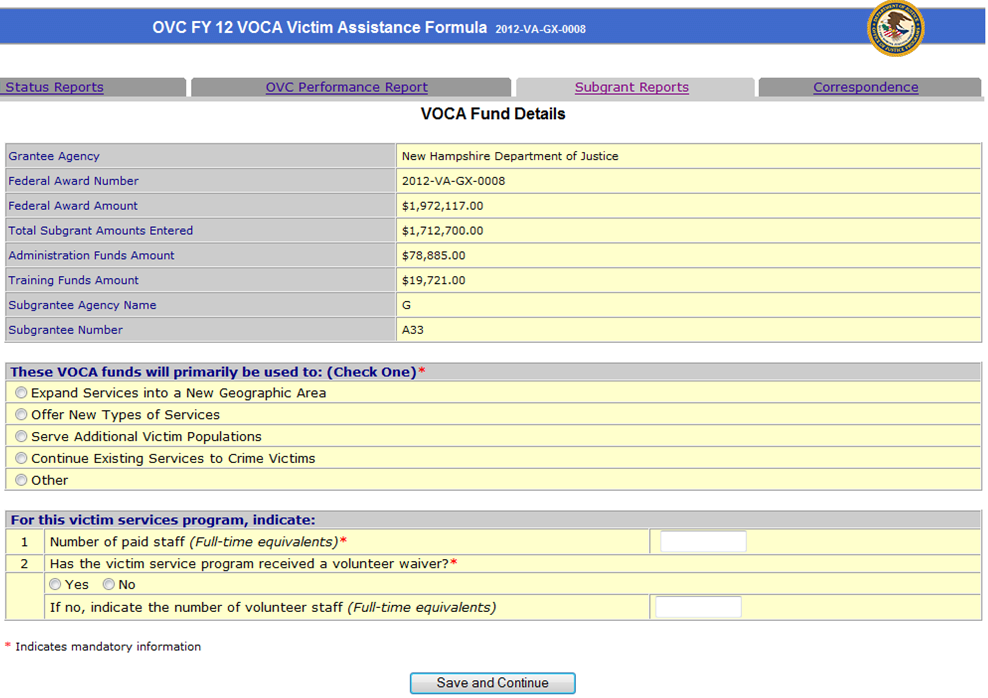 OVC FY 12 VOCA Victim Assistance Formula 2012-VA-GX-0008
Status Reports OVC Performance Report Subgrant Reports Correspondence
VOCA Fund Details
Grantee Agency New Hampshire Department of Justice
Federal Award Number 2012-VA-GX-0008
Federal Award Amount $1,972,117.00
Total Subgrant Amounts Entered $1,712,700.00
Administration Funds Amount $78,885.00
Training Funds Amount $19,721.00
Subgrantee Agency Name G
Subgrantee Number A33
These VOCA funds will primarily be used to: (Check One)*
Expand Services into a New Geographic Area
Offer New Types of Services
Serve Additional Victim Populations
Continue Existing Services to Crime Victims
Other
For this victim services program, indicate:
1 Number of paid staff (Full-time equivalents)*
2 Has the victim service program received a volunteer waiver?*
Yes No
If no, indicate the number of volunteer staff (Full-time equivalents)
* Indicates mandatory information
Save and Continue